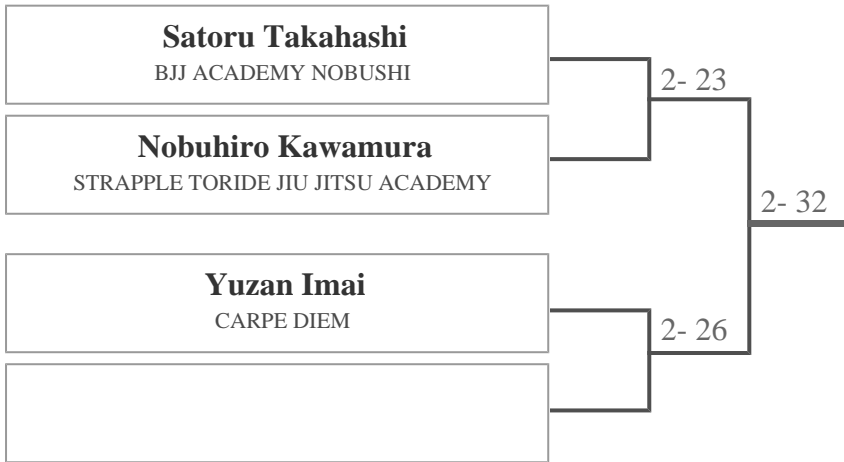 Satoru Takahashi
BJJ ACADEMY NOBUSHI
2- 23
Nobuhiro Kawamura
STRAPPLE TORIDE JIU JITSU ACADEMY
2- 32
Yuzan Imai
CARPE DIEM
2- 26